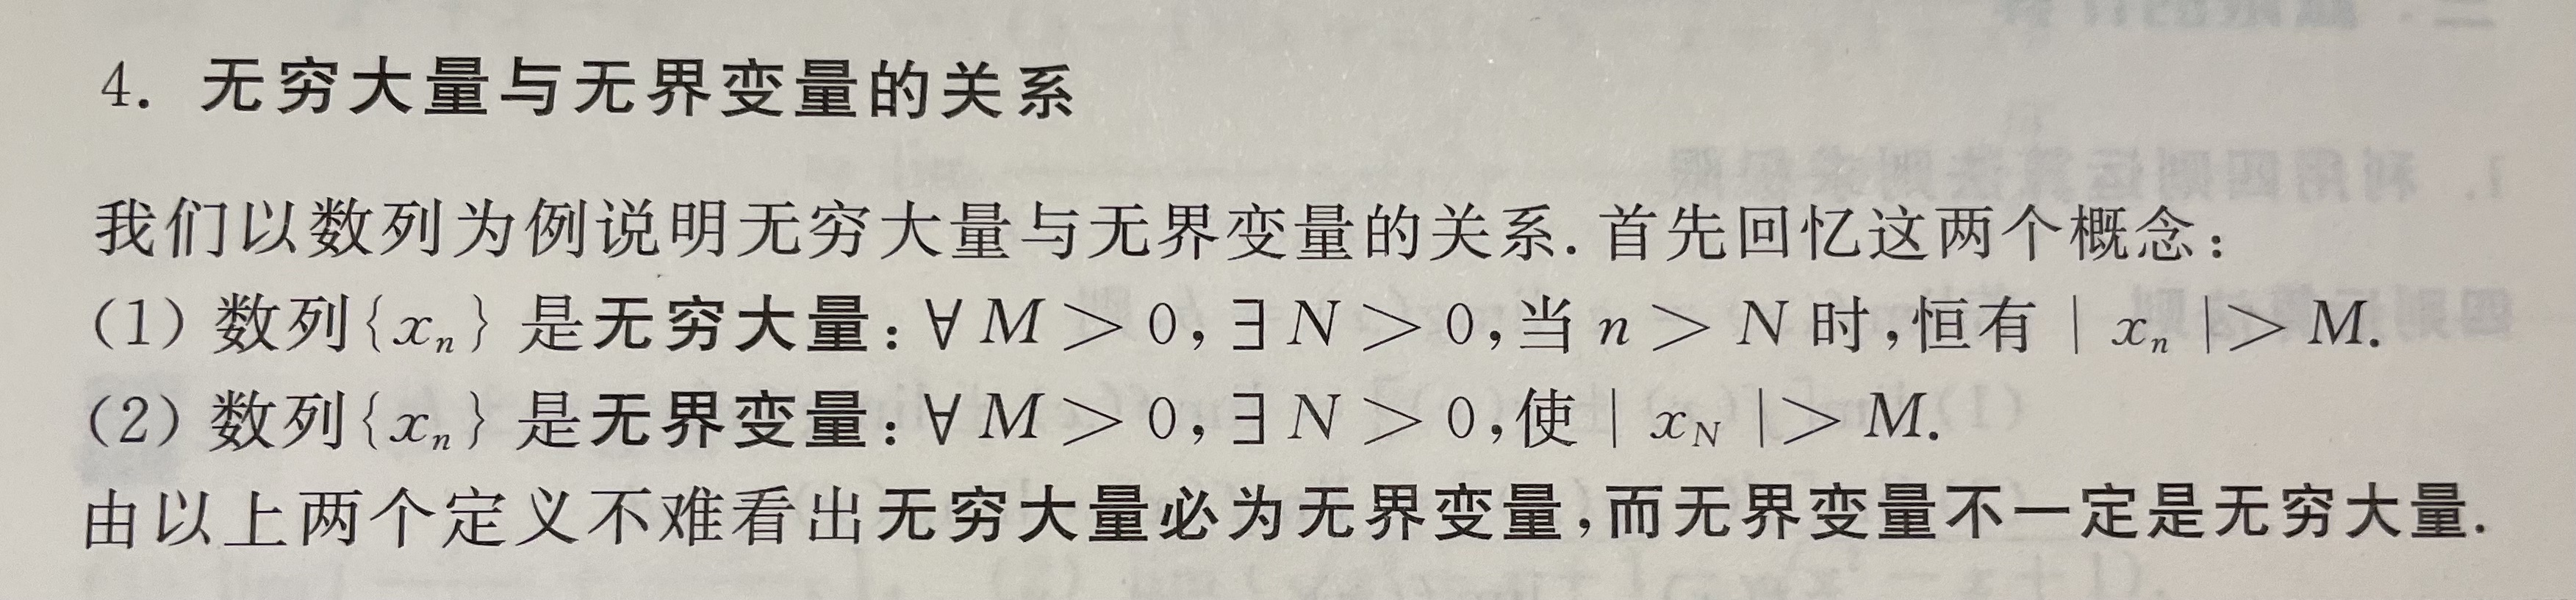 4. 无穷大量与无界变量的关系
我们以数列为例说明无穷大量与无界变量的关系.首先回忆这两个概念:
(1) 数列{xₙ} 是无穷大量:∀ M > 0,∃ N > 0,当 n > N 时,恒有 | xₙ |> M.
(2) 数列{xₙ} 是无界变量:∀ M > 0,∃ N > 0,使 | x_N |> M.
由以上两个定义不难看出无穷大量必为无界变量,而无界变量不一定是无穷大量.